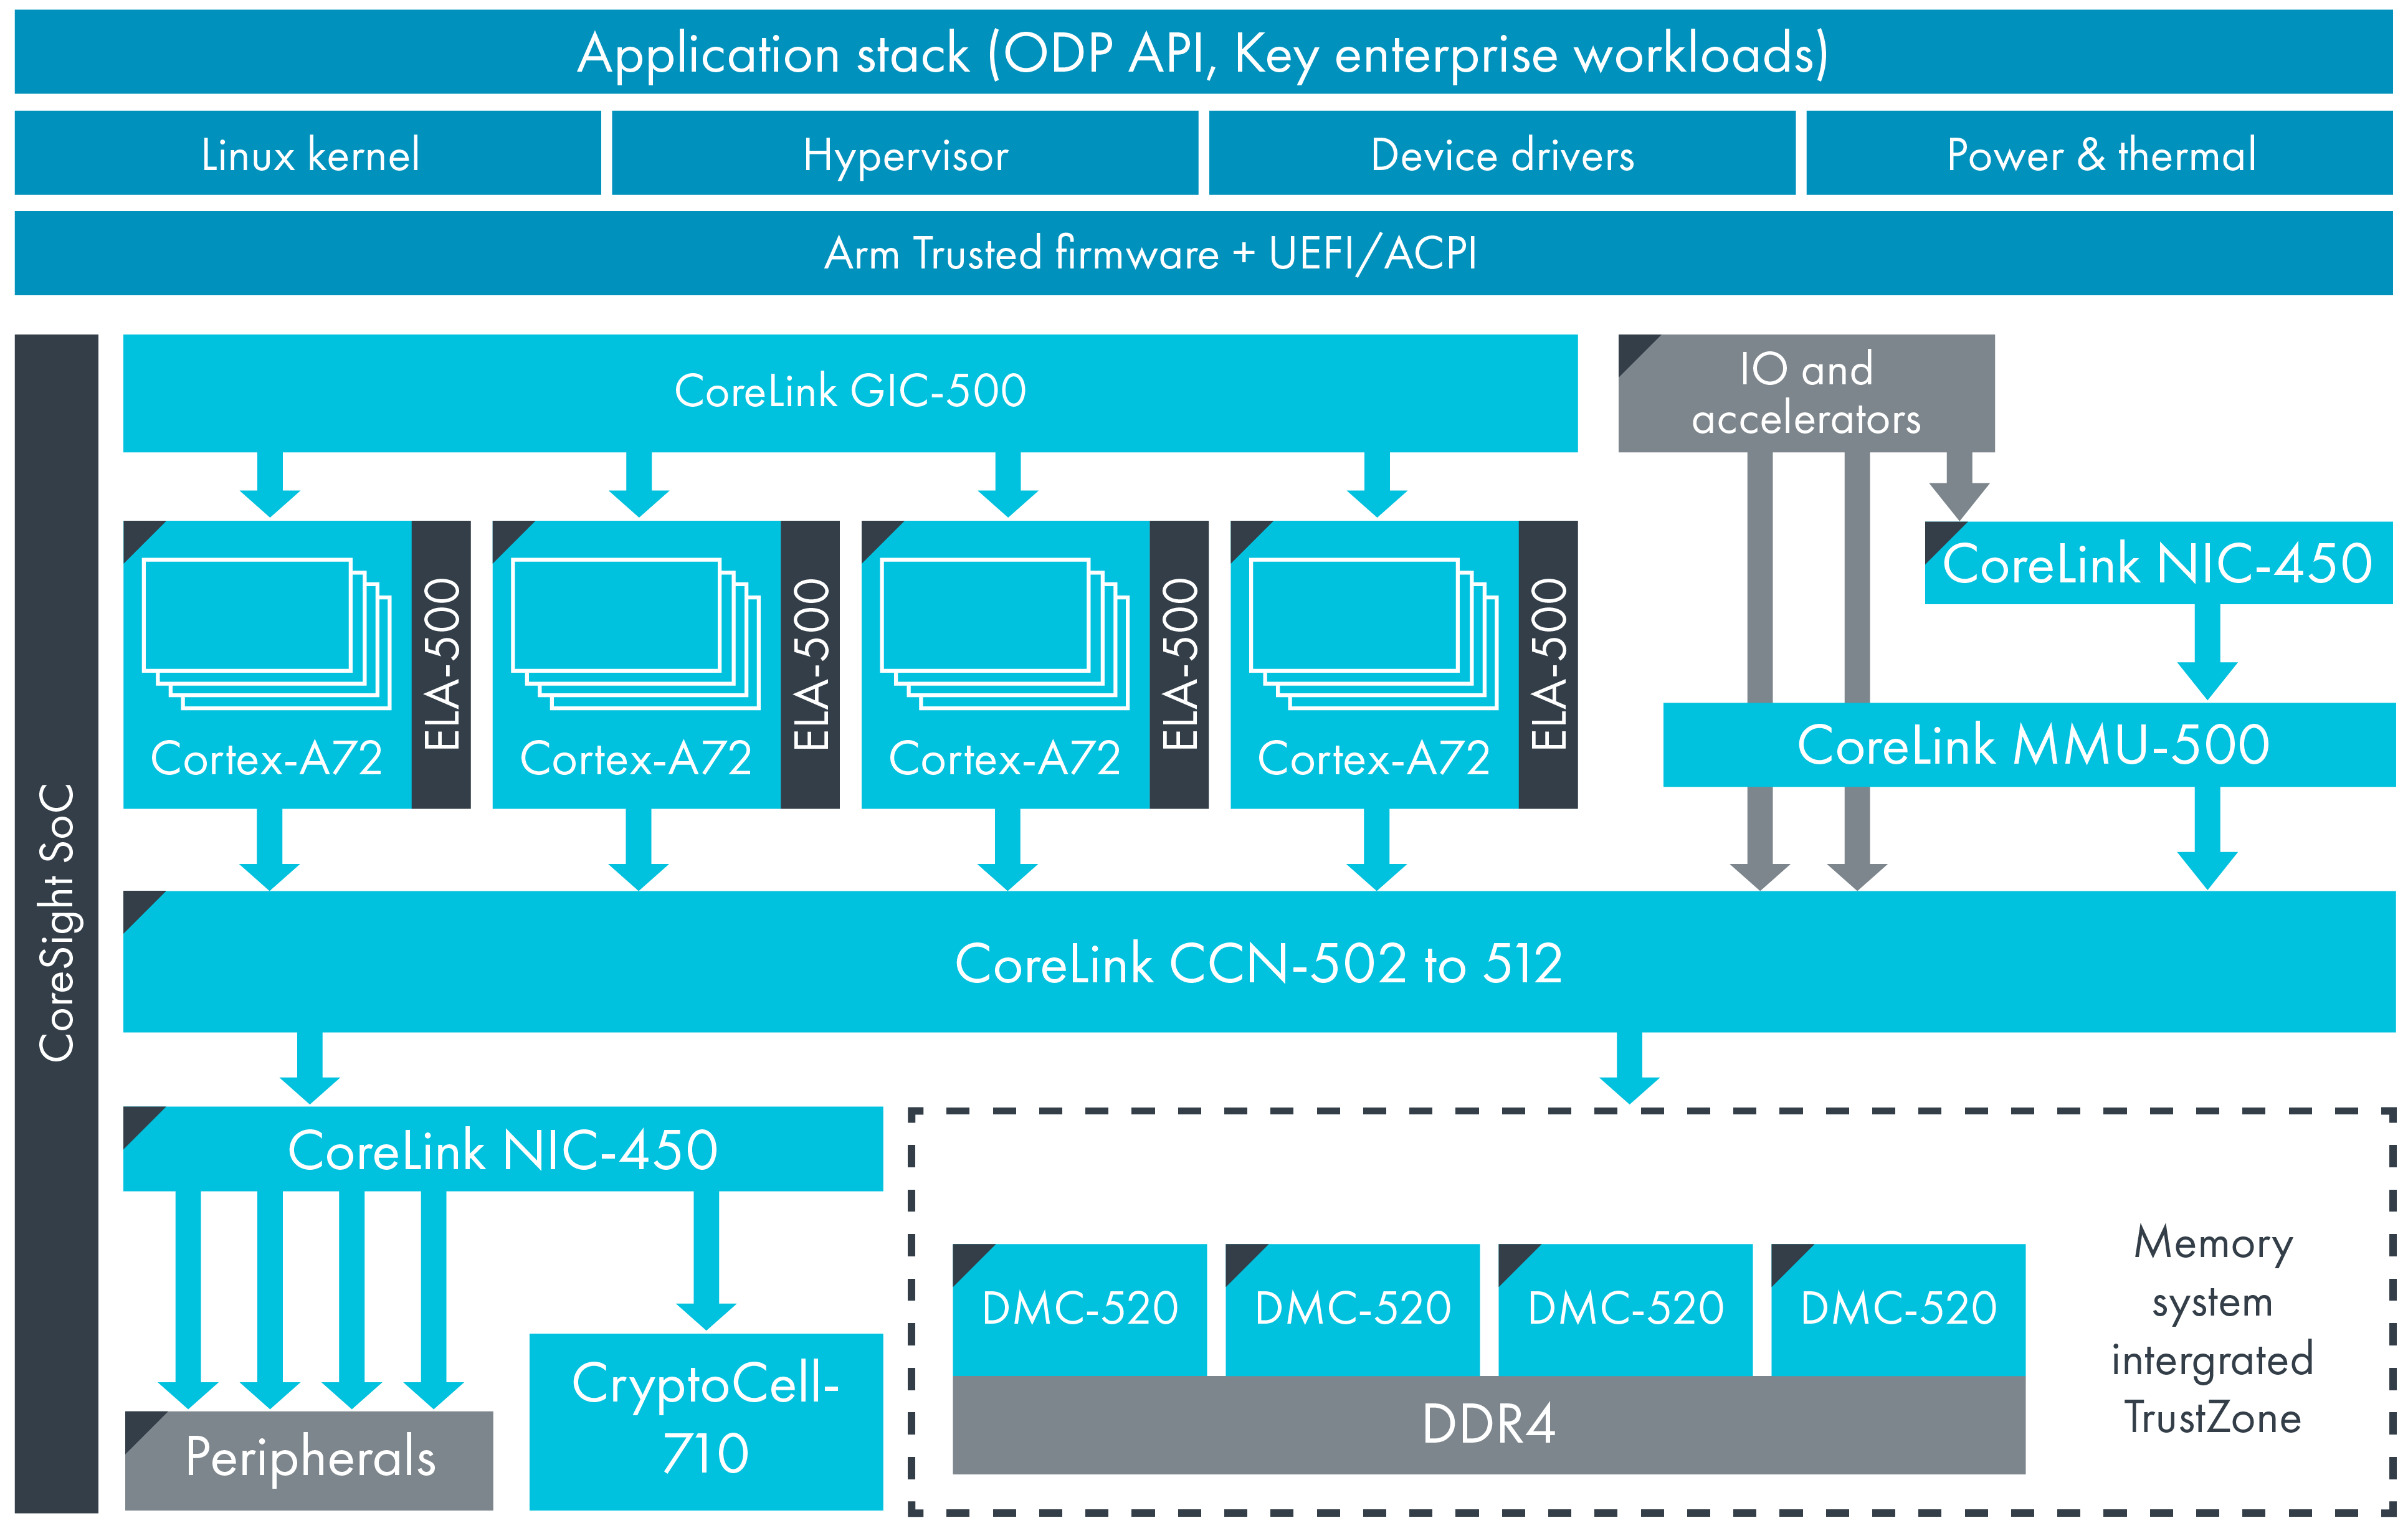 Application stack (ODP API, Key enterprise workloads)
Linux kernel
Hypervisor
Device drivers
Power & thermal
Arm Trusted firmware + UEFI/ACPI
CoreSight SoC
CoreLink GIC-500
IO and
accelerators
Cortex-A72
ELA-500
Cortex-A72
ELA-500
Cortex-A72
ELA-500
Cortex-A72
ELA-500
CoreLink NIC-450
CoreLink MMU-500
CoreLink CCN-502 to 512
CoreLink NIC-450
Peripherals
CryptoCell-
710
DMC-520
DMC-520
DMC-520
DMC-520
DDR4
Memory
system
intergrated
TrustZone